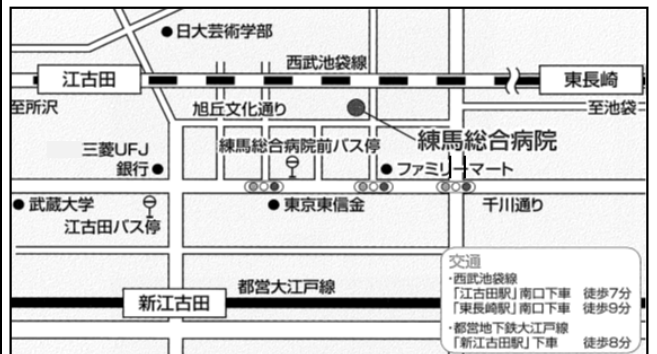 日大芸術学部
西武池袋線
江古田
東長崎
至所沢
旭丘文化通り
至池袋
練馬総合病院
三菱UFJ
銀行
練馬総合病院前バス停
ファミリーマート
武蔵大学
江古田バス停
東京東信金
千川通り
都営大江戸線
新江古田
交通
・西武池袋線
「江古田駅」南口下車 徒歩7分
「東長崎駅」南口下車 徒歩9分
・都営地下鉄大江戸線
「新江古田駅」下車 徒歩8分